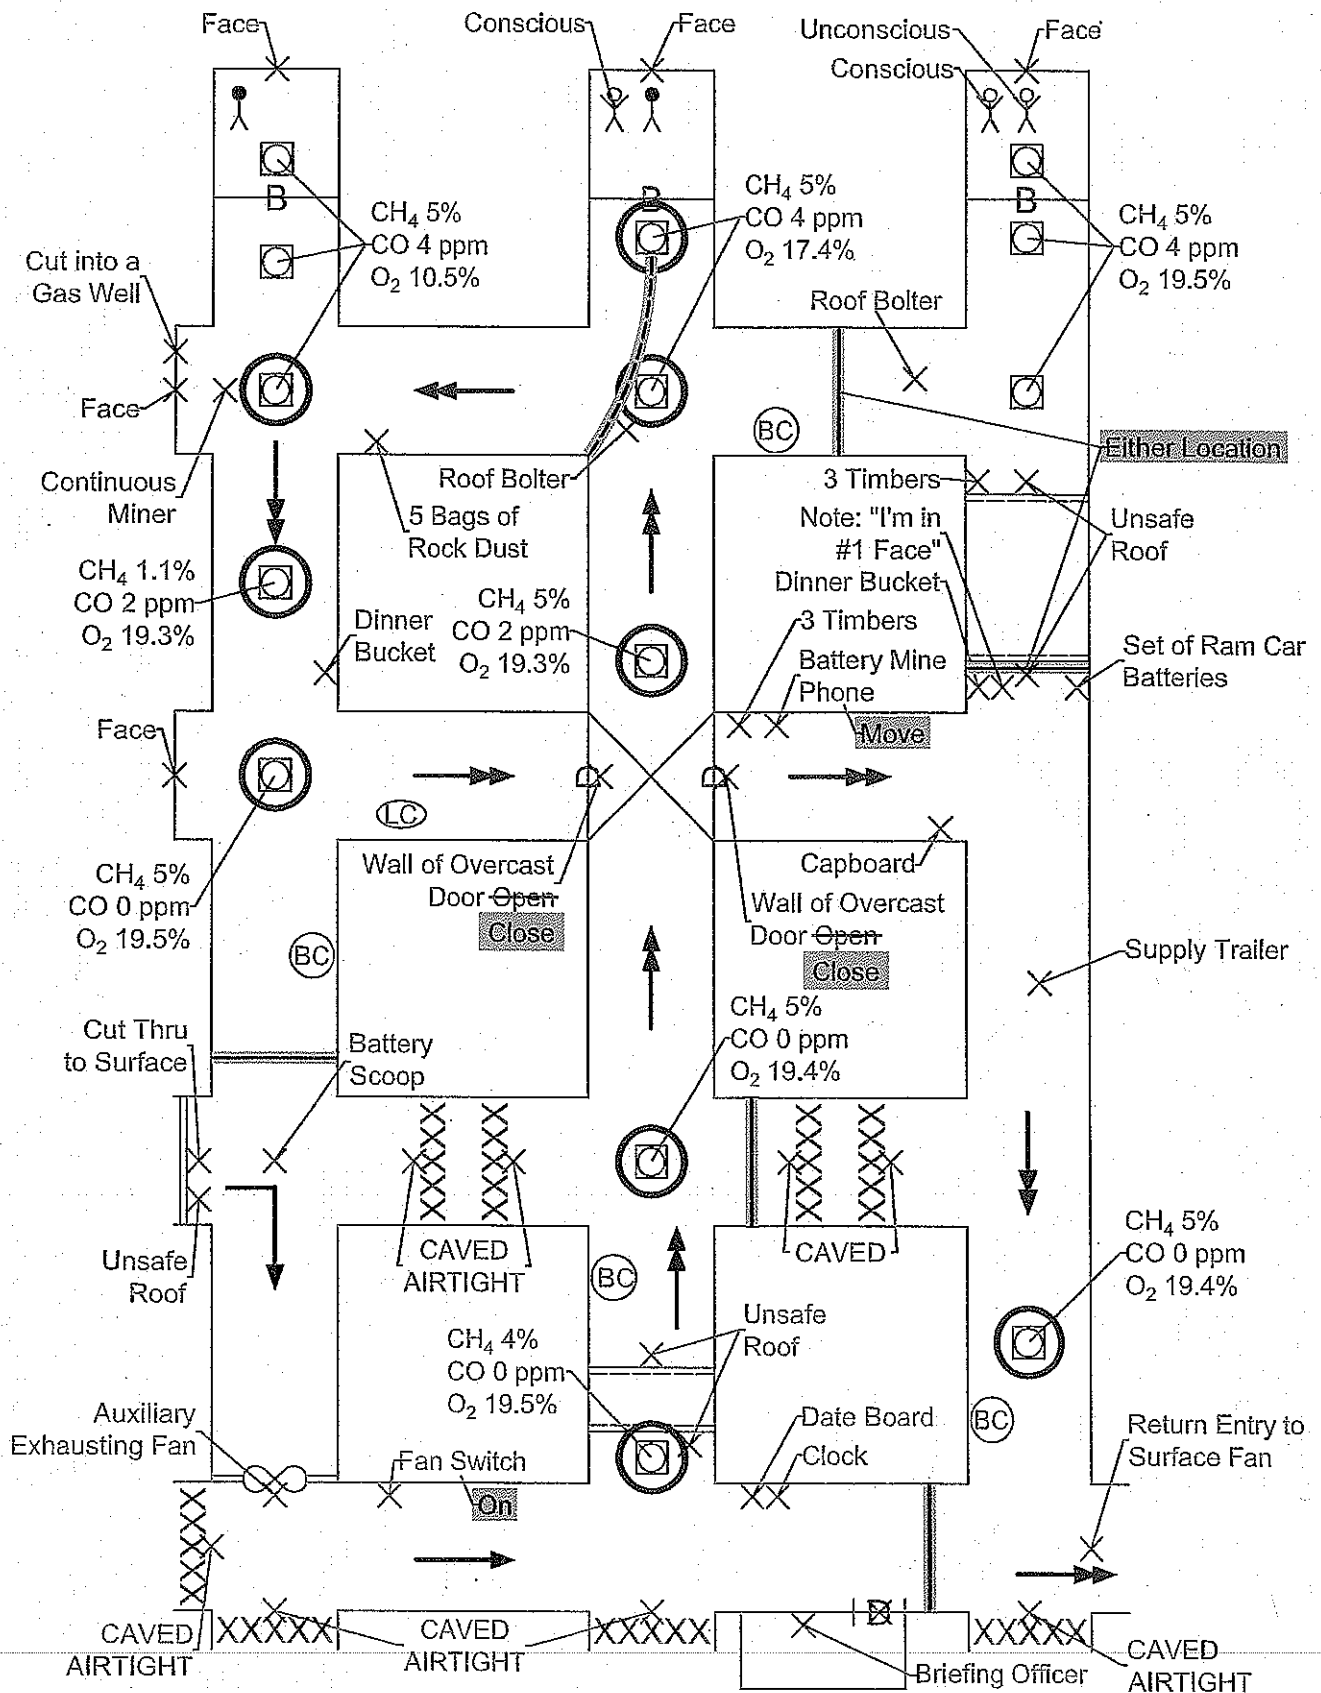 Face
Conscious
Face
Unconscious
Conscious
Face
B
B
B
CH₄ 5%
CO 4 ppm
O₂ 10.5%
CH₄ 5%
CO 4 ppm
O₂ 17.4%
CH₄ 5%
CO 4 ppm
O₂ 19.5%
Cut into a
Gas Well
Roof Bolter
Face
BC
Either Location
Continuous
Miner
Roof Bolter
5 Bags of
Rock Dust
3 Timbers
Note: "I'm in
#1 Face"
Dinner Bucket
Unsafe
Roof
CH₄ 1.1%
CO 2 ppm
O₂ 19.3%
CH₄ 5%
CO 2 ppm
O₂ 19.3%
Dinner
Bucket
3 Timbers
Battery Mine
Phone
Move
Set of Ram Car
Batteries
Face
D
D
LC
Wall of Overcast
Door Open
Close
Capboard
Wall of Overcast
Door Open
Close
CH₄ 5%
CO 0 ppm
O₂ 19.5%
BC
Supply Trailer
Cut Thru
to Surface
Battery
Scoop
CH₄ 5%
CO 0 ppm
O₂ 19.4%
Unsafe
Roof
CAVED
AIRTIGHT
BC
CAVED
CH₄ 5%
CO 0 ppm
O₂ 19.4%
CH₄ 4%
CO 0 ppm
O₂ 19.5%
Unsafe
Roof
Auxiliary
Exhausting Fan
Fan Switch
On
Date Board
Clock
BC
Return Entry to
Surface Fan
CAVED
AIRTIGHT
CAVED
AIRTIGHT
D
Briefing Officer
CAVED
AIRTIGHT